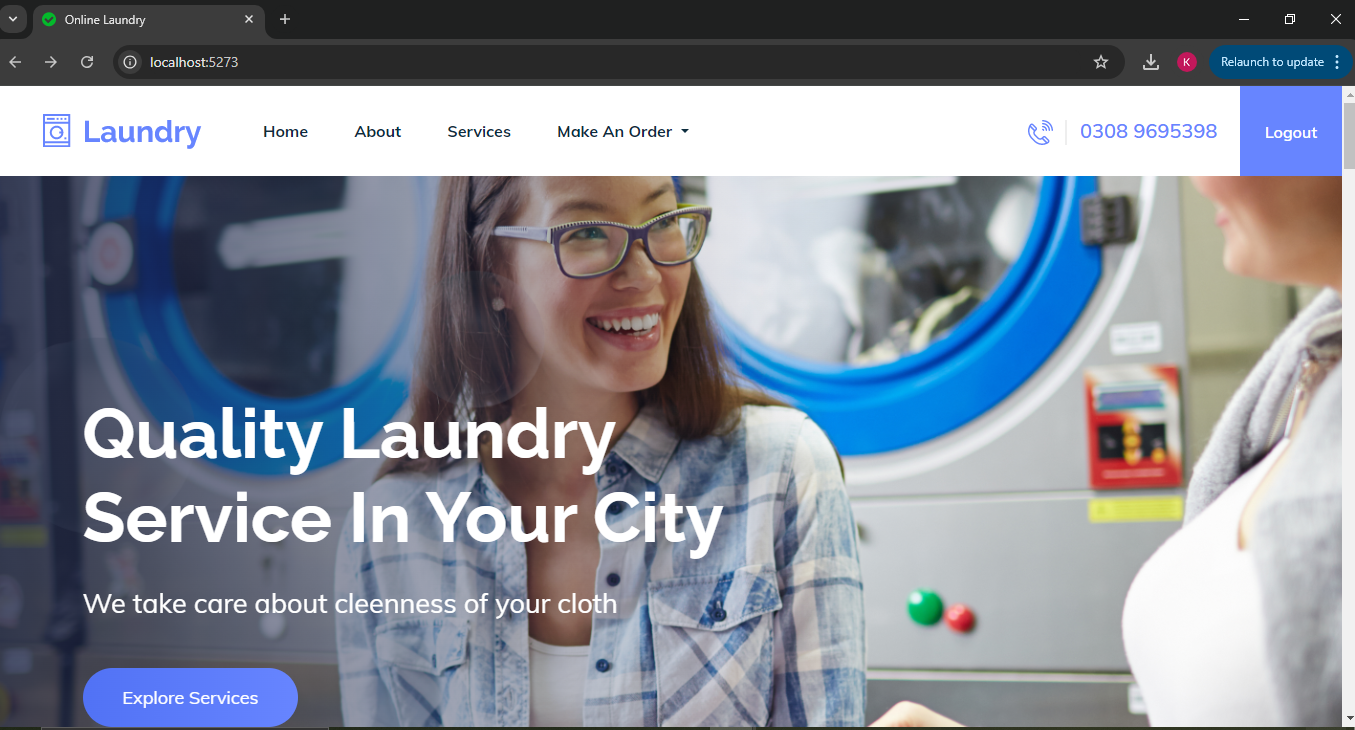 Online Laundry
localhost:5273
K
Relaunch to update
Laundry
Home
About
Services
Make An Order
0308 9695398
Logout
Quality Laundry
Service In Your City
We take care about cleenness of your cloth
Explore Services